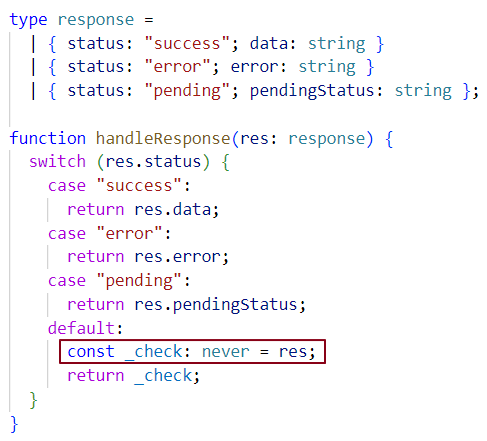 type response =
  | { status: "success"; data: string }
  | { status: "error"; error: string }
  | { status: "pending"; pendingStatus: string };

function handleResponse(res: response) {
  switch (res.status) {
    case "success":
      return res.data;
    case "error":
      return res.error;
    case "pending":
      return res.pendingStatus;
    default:
      const _check: never = res;
      return _check;
  }
}